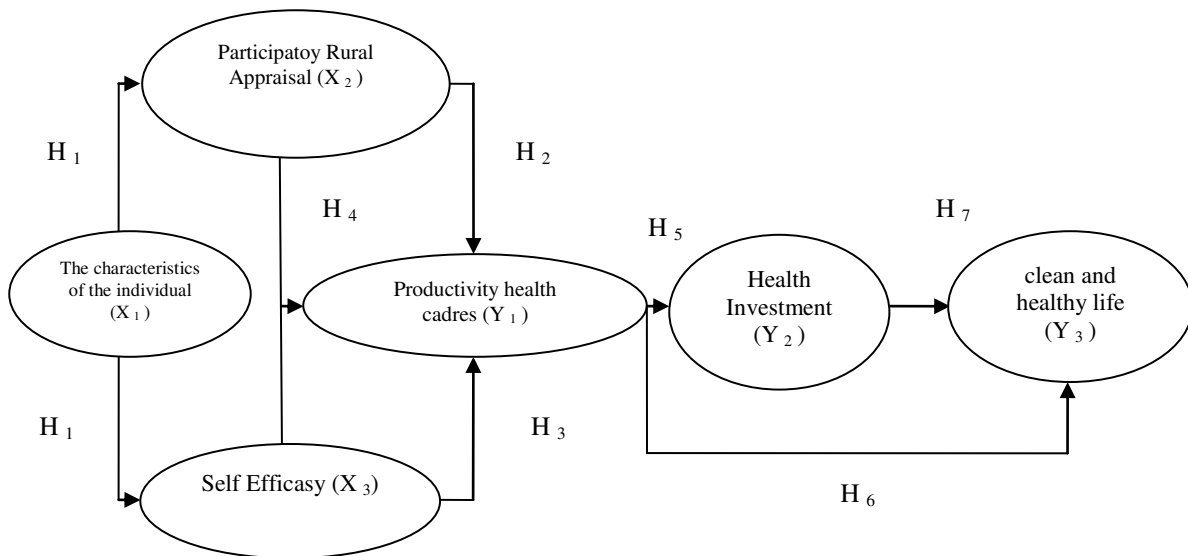 Participatoy Rural
Appraisal (X 2 )
H 1
H 2
H 4
H 5
H 7
The characteristics
of the individual
(X 1 )
Productivity health
cadres (Y 1 )
Health
Investment
(Y 2 )
clean and
healthy life
(Y 3 )
H 1
H 3
Self Efficasy (X 3)
H 6